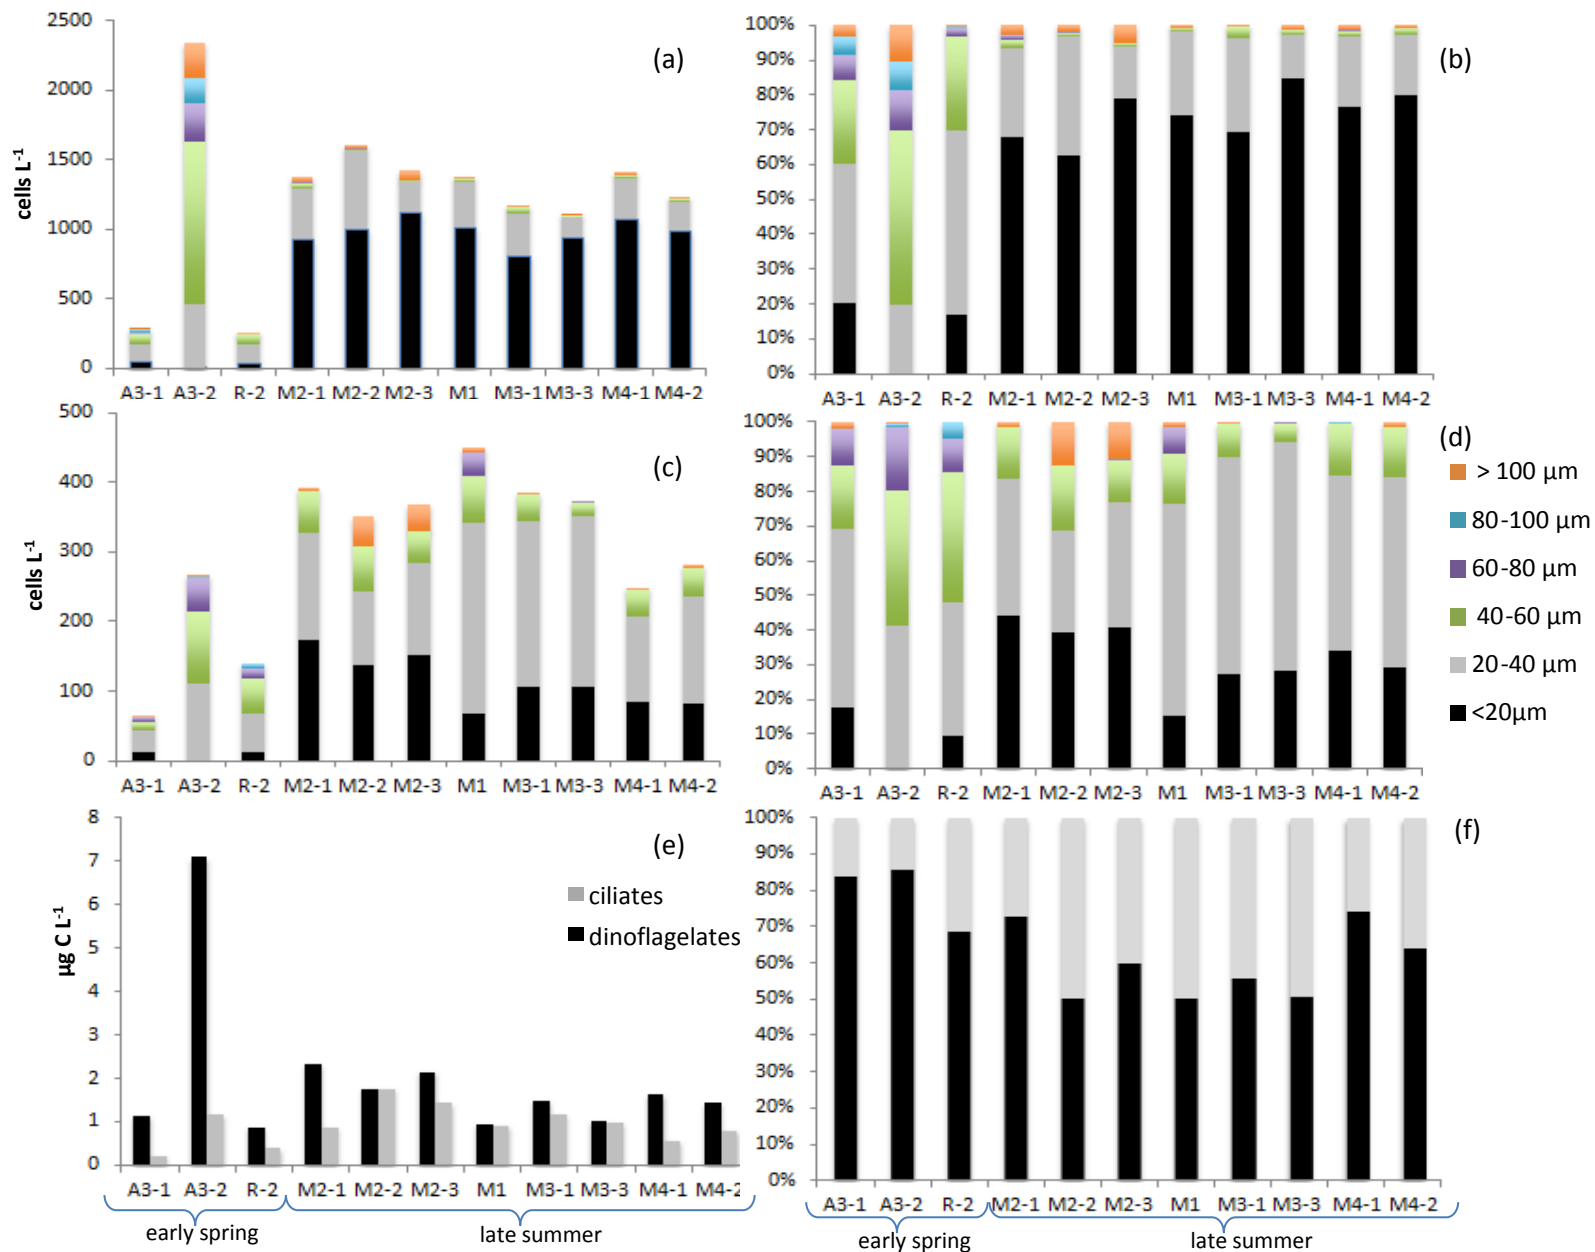 2500
2000
1500
1000
500
0
cells L-1
(a)
A3-1 A3-2 R-2 M2-1 M2-2 M2-3 M1 M3-1 M3-3 M4-1 M4-2
100%
90%
80%
70%
60%
50%
40%
30%
20%
10%
0%
(b)
A3-1 A3-2 R-2 M2-1 M2-2 M2-3 M1 M3-1 M3-3 M4-1 M4-2
500
400
300
200
100
0
cells L-1
(c)
A3-1 A3-2 R-2 M2-1 M2-2 M2-3 M1 M3-1 M3-3 M4-1 M4-2
100%
90%
80%
70%
60%
50%
40%
30%
20%
10%
0%
(d)
A3-1 A3-2 R-2 M2-1 M2-2 M2-3 M1 M3-1 M3-3 M4-1 M4-2
> 100 µm
80-100 µm
60-80 µm
40-60 µm
20-40 µm
<20µm
8
7
6
5
4
3
2
1
0
µg C L-1
(e)
ciliates
dinoflagelates
A3-1 A3-2 R-2 M2-1 M2-2 M2-3 M1 M3-1 M3-3 M4-1 M4-2
early spring late summer
100%
90%
80%
70%
60%
50%
40%
30%
20%
10%
0%
(f)
A3-1 A3-2 R-2 M2-1 M2-2 M2-3 M1 M3-1 M3-3 M4-1 M4-2
early spring late summer